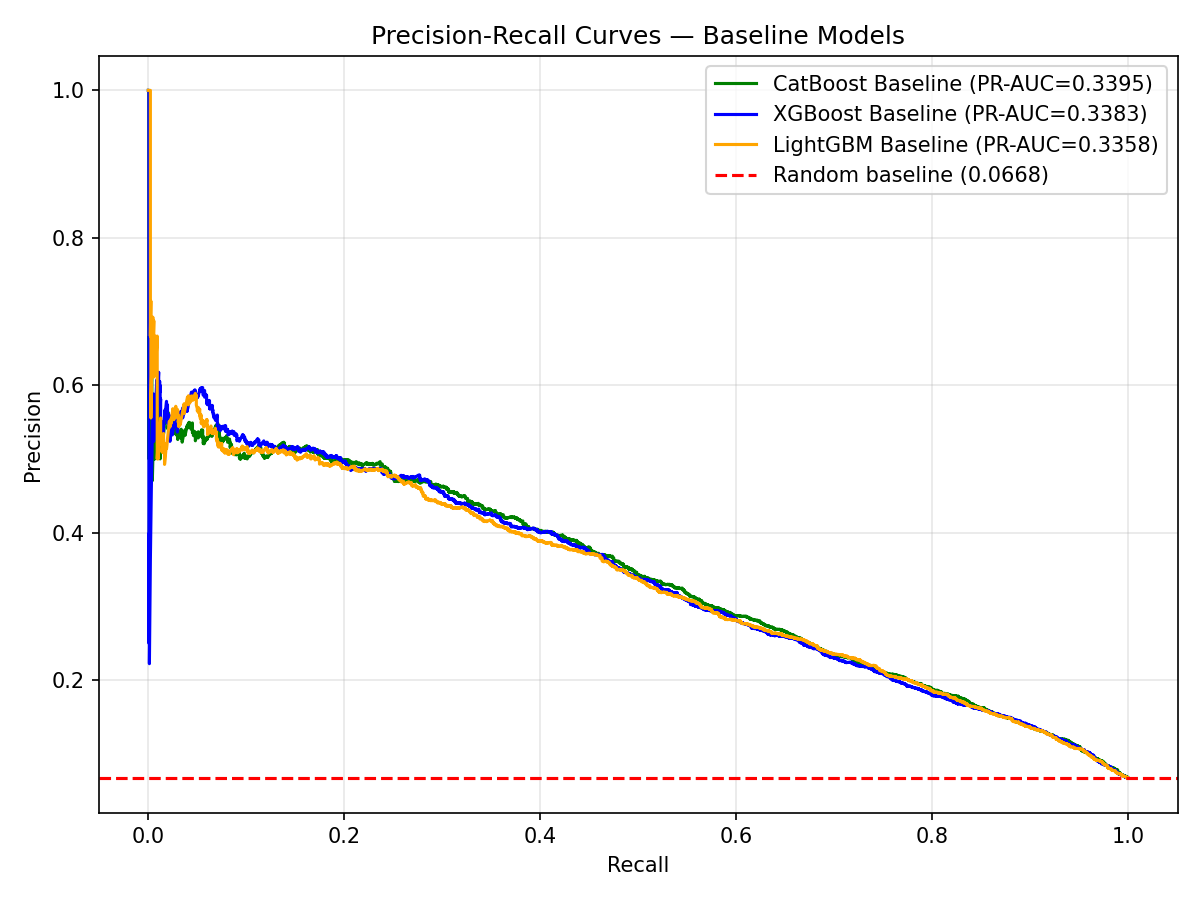 Precision-Recall Curves — Baseline Models
CatBoost Baseline (PR-AUC=0.3395)
XGBoost Baseline (PR-AUC=0.3383)
LightGBM Baseline (PR-AUC=0.3358)
Random baseline (0.0668)
Precision
1.0
0.8
0.6
0.4
0.2
0.0 0.2 0.4 0.6 0.8 1.0
Recall